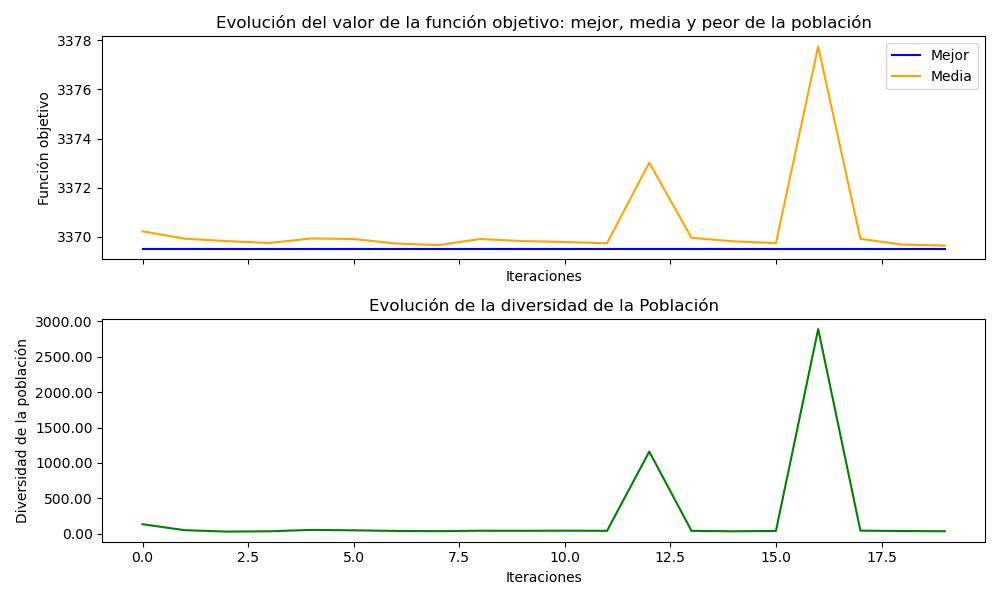 Evolución del valor de la función objetivo: mejor, media y peor de la población
3378
3376
3374
3372
3370
Función objetivo
Mejor
Media
Iteraciones
Evolución de la diversidad de la Población
3000.00
2500.00
2000.00
1500.00
1000.00
500.00
0.00
Diversidad de la población
0.0 2.5 5.0 7.5 10.0 12.5 15.0 17.5
Iteraciones